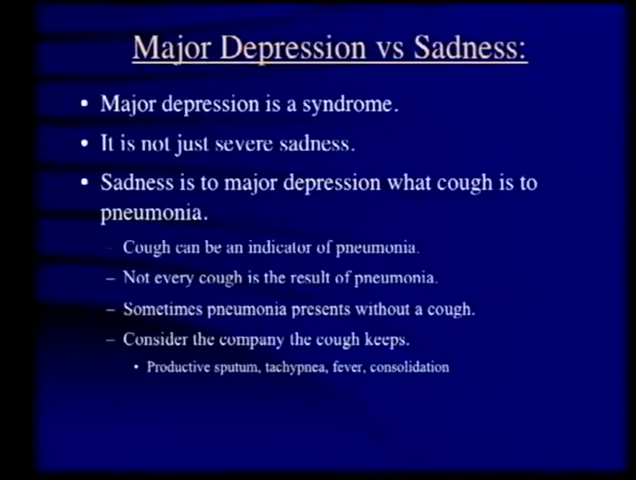 Major Depression vs Sadness:
• Major depression is a syndrome.
• It is not just severe sadness.
• Sadness is to major depression what cough is to
pneumonia.
– Cough can be an indicator of pneumonia.
– Not every cough is the result of pneumonia.
– Sometimes pneumonia presents without a cough.
– Consider the company the cough keeps.
• Productive sputum, tachypnea, fever, consolidation